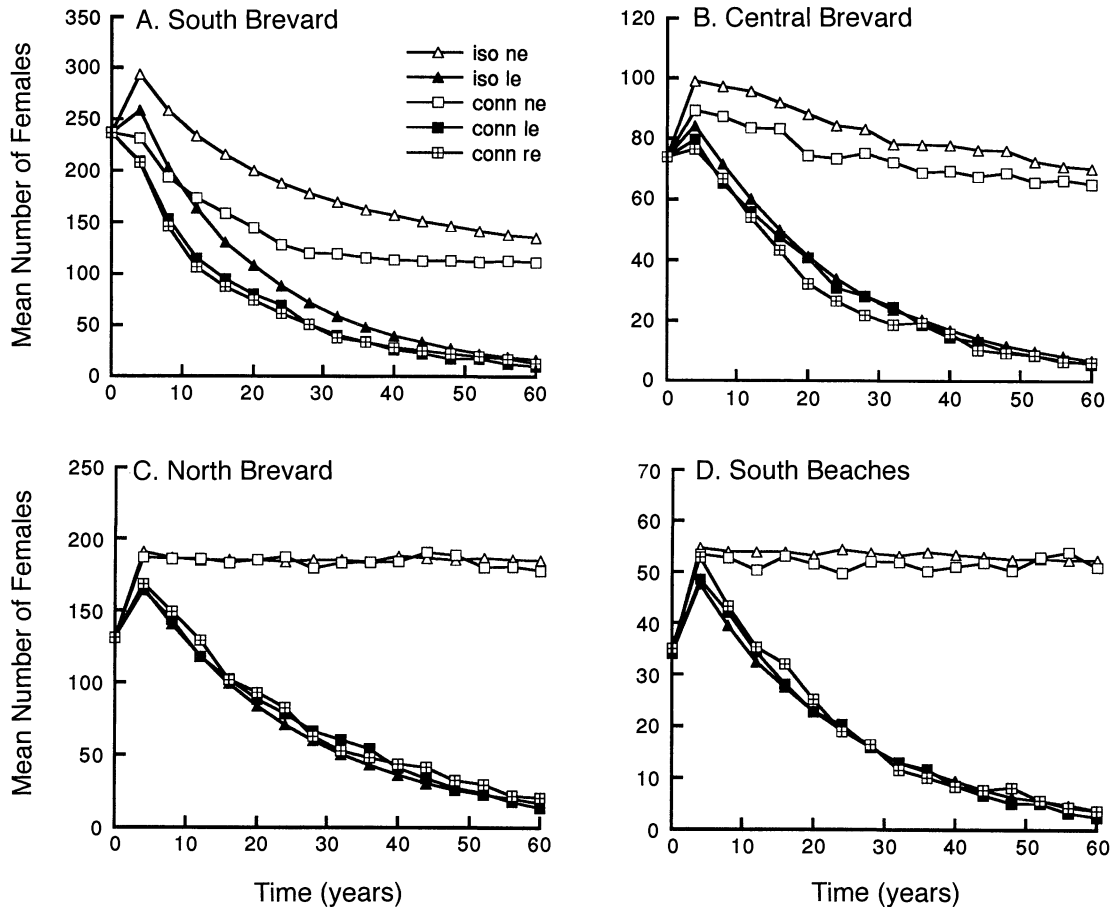 A. South Brevard
350
300
250
200
150
100
50
0
0 10 20 30 40 50 60
Mean Number of Females
iso ne
iso le
conn ne
conn le
conn re
B. Central Brevard
120
100
80
60
40
20
0
0 10 20 30 40 50 60
C. North Brevard
250
200
150
100
50
0
0 10 20 30 40 50 60
Mean Number of Females
Time (years)
D. South Beaches
70
60
50
40
30
20
10
0
0 10 20 30 40 50 60
Time (years)